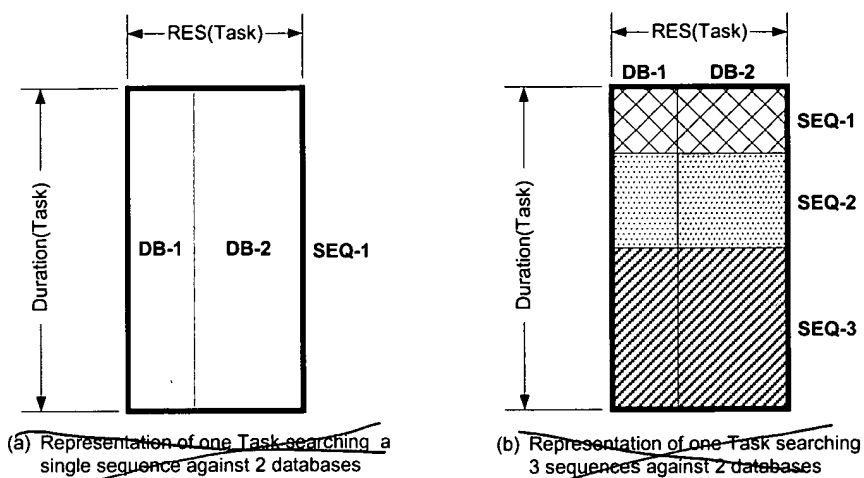 RES(Task)
Duration(Task)
DB-1
DB-2
SEQ-1
(a) Representation of one Task searching a
single sequence against 2 databases
RES(Task)
DB-1
DB-2
Duration(Task)
SEQ-1
SEQ-2
SEQ-3
(b) Representation of one Task searching
3 sequences against 2 databases